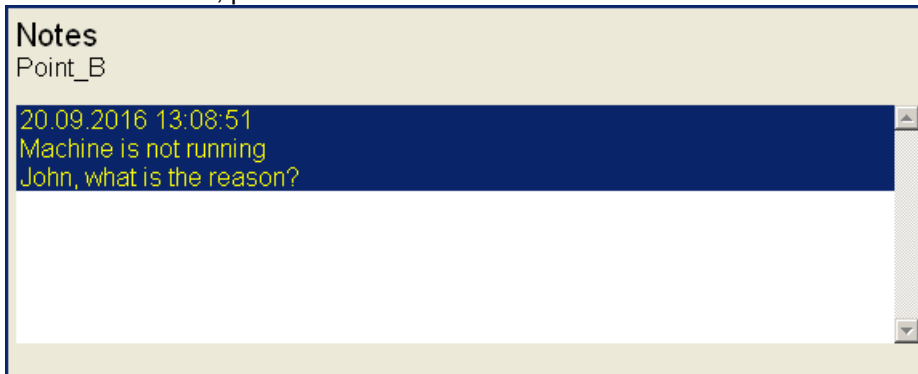 Notes
Point_B
20.09.2016 13:08:51
Machine is not running
John, what is the reason?